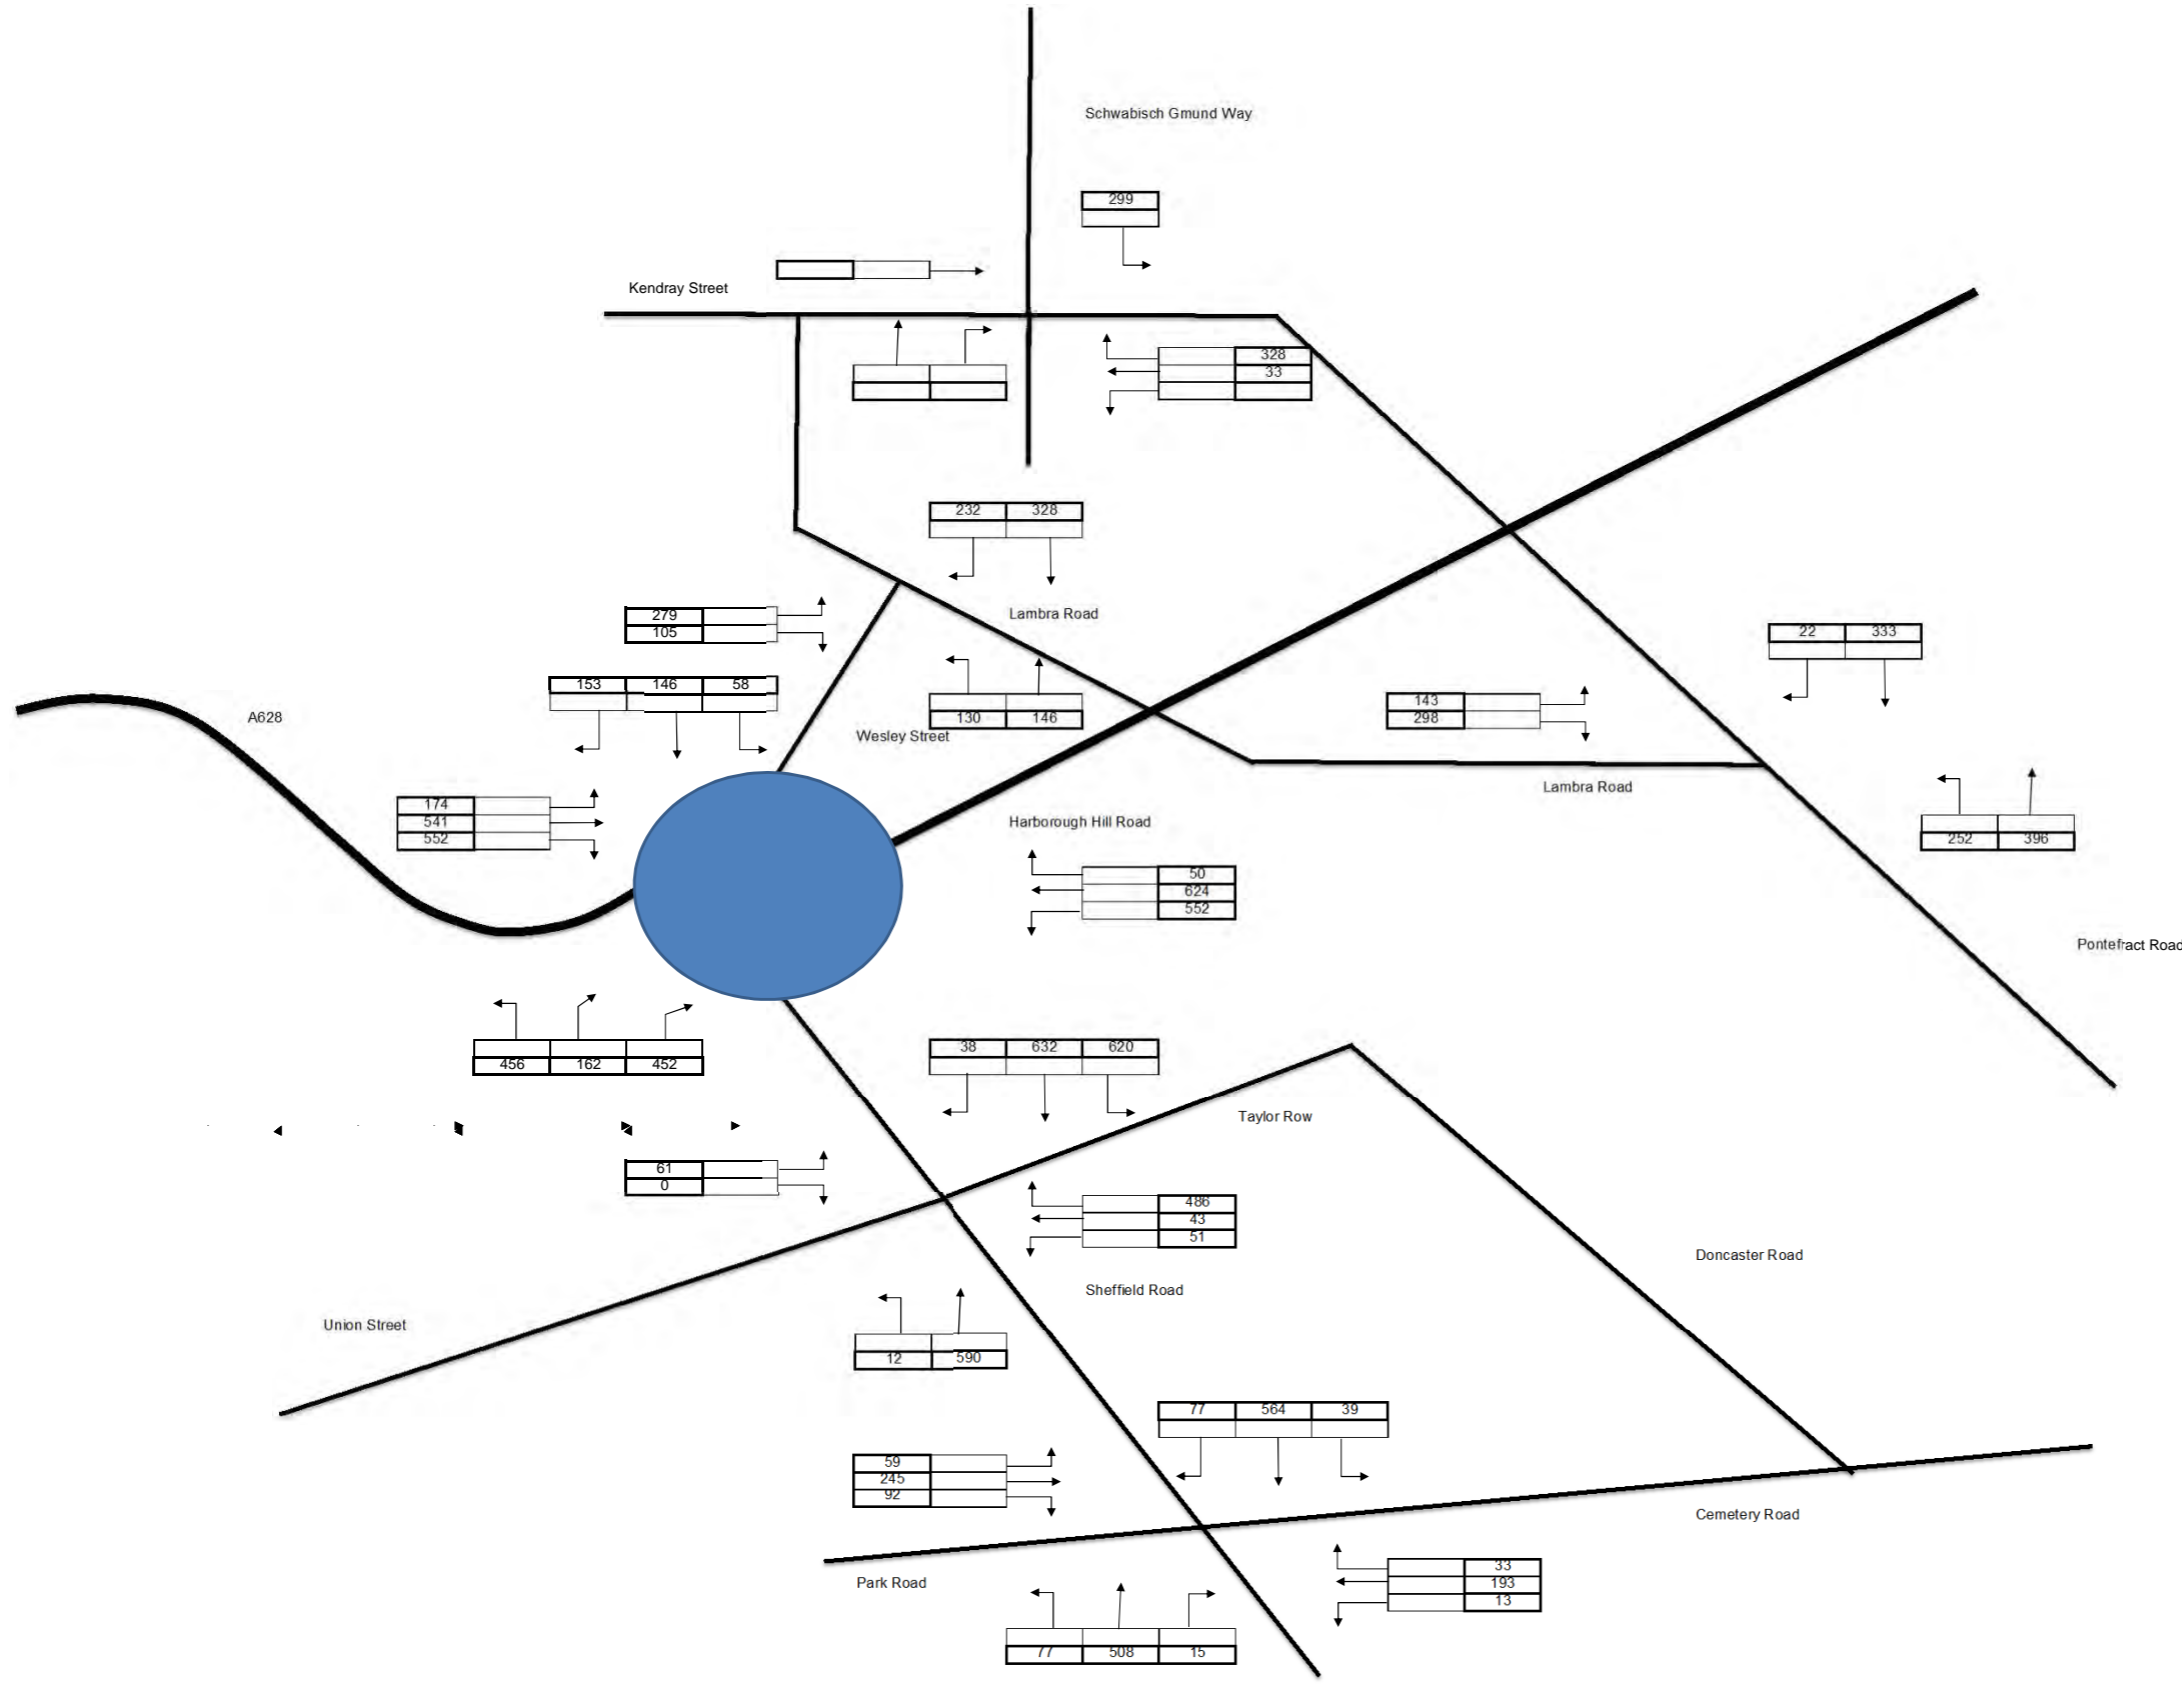 Schwabisch Gmund Way
299
Kendray Street
328
33
232 328
Lambra Road
279
105
22 333
153 146 58
A628
130 146
Wesley Street
143
298
Lambra Road
174
541
552
Harborough Hill Road
252 396
50
624
552
Pontefract Road
456 162 452
38 632 620
Taylor Row
61
0
486
43
51
Doncaster Road
Sheffield Road
Union Street
12 590
77 564 39
59
245
92
Cemetery Road
Park Road
33
193
13
77 508 15